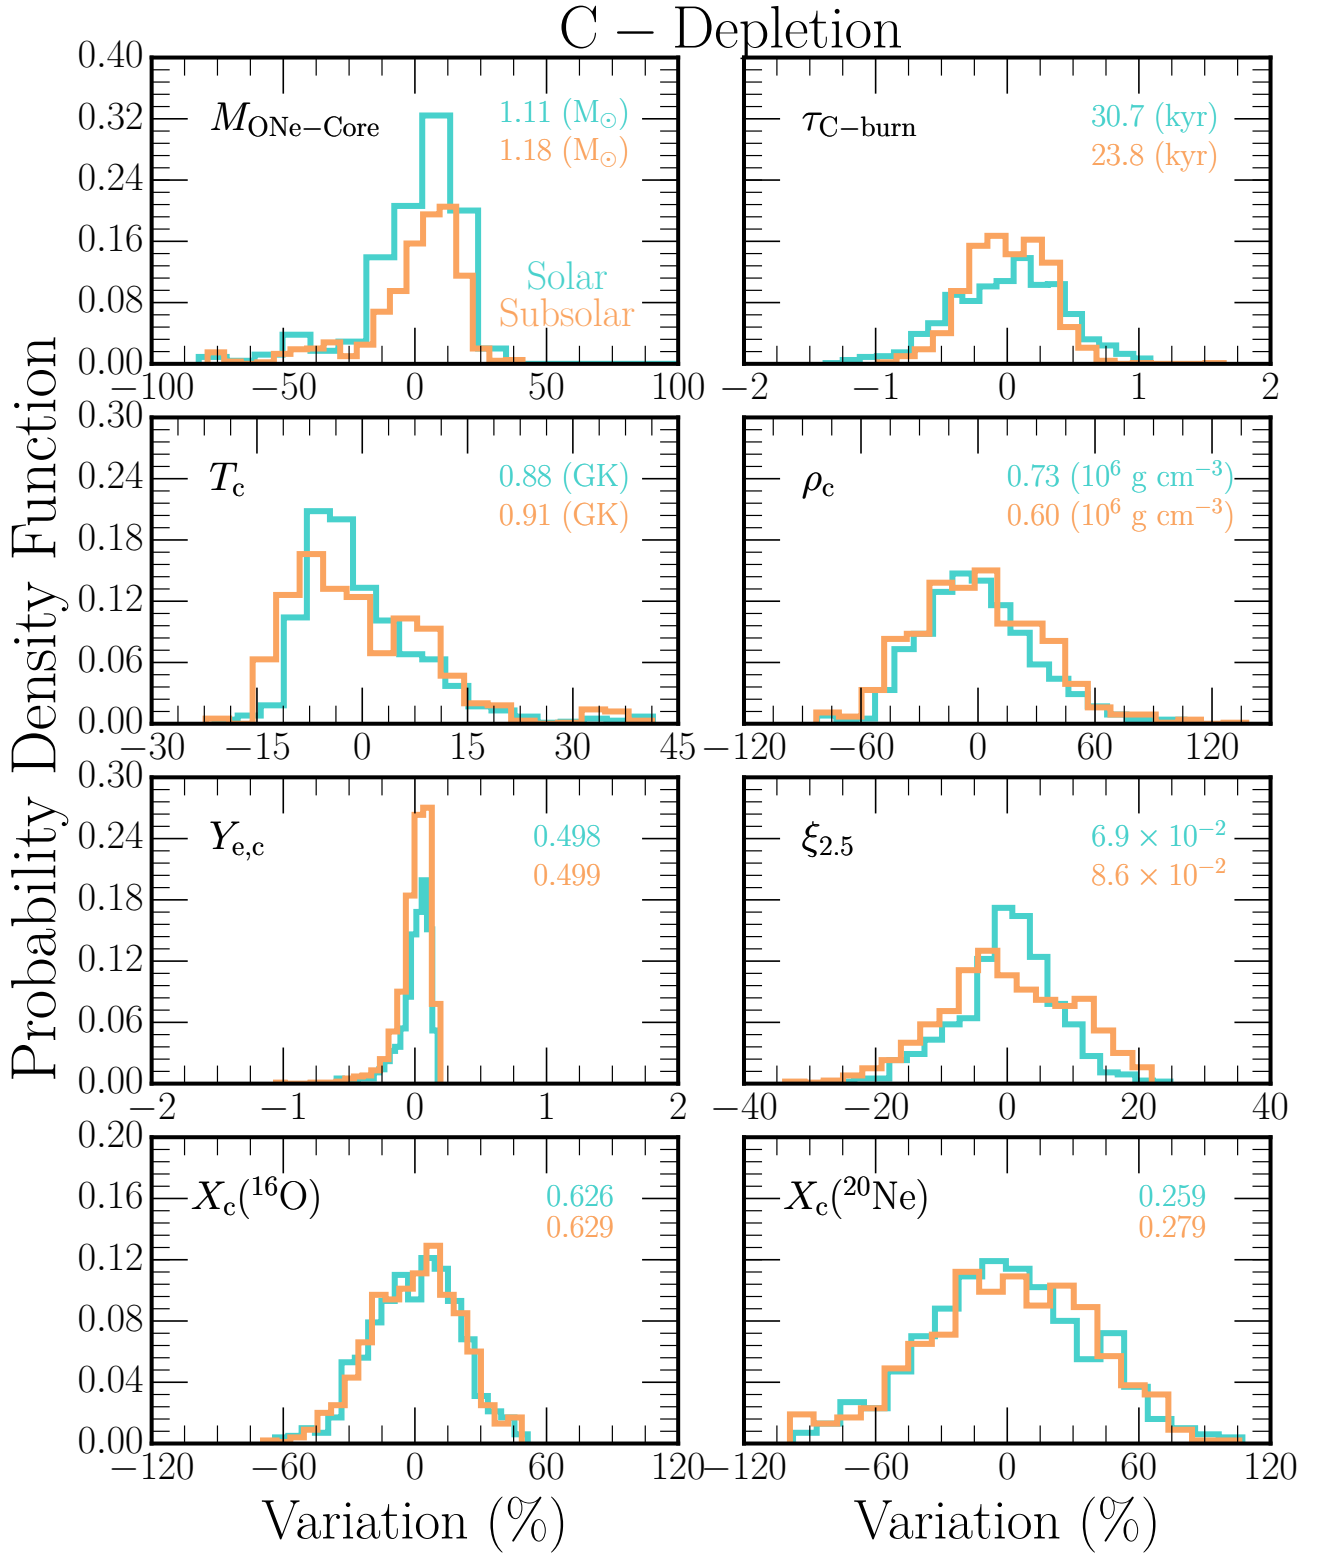 C − Depletion
Probability Density Function
0.40
0.32
0.24
0.16
0.08
0.00
M_ONe−Core
1.11 (M⊙)
1.18 (M⊙)
Solar
Subsolar
−100 −50 0 50 100
τ_C−burn
30.7 (kyr)
23.8 (kyr)
−2 −1 0 1 2
0.30
0.24
0.18
0.12
0.06
0.00
T_c
0.88 (GK)
0.91 (GK)
−30 −15 0 15 30 45
ρ_c
0.73 (10⁶ g cm⁻³)
0.60 (10⁶ g cm⁻³)
−120 −60 0 60 120
0.30
0.24
0.18
0.12
0.06
0.00
Y_e,c
0.498
0.499
−2 −1 0 1 2
ξ_2.5
6.9 × 10⁻²
8.6 × 10⁻²
−40 −20 0 20 40
0.20
0.16
0.12
0.08
0.04
0.00
X_c(¹⁶O)
0.626
0.629
−120 −60 0 60 120
X_c(²⁰Ne)
0.259
0.279
−120 −60 0 60 120
Variation (%)
Variation (%)